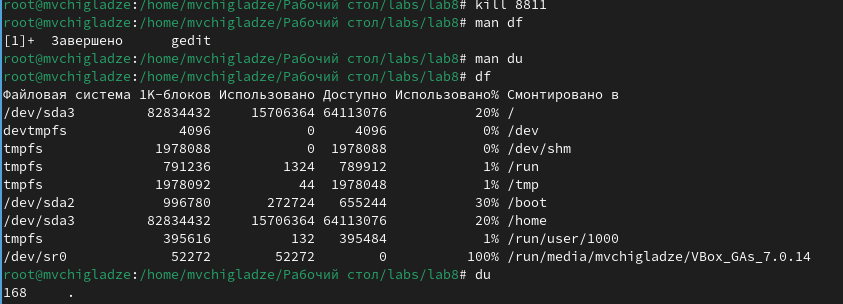 root@mvchigladze:/home/mvchigladze/Рабочий стол/labs/lab8# kill 8811
root@mvchigladze:/home/mvchigladze/Рабочий стол/labs/lab8# man df
[1]+  Завершено      gedit
root@mvchigladze:/home/mvchigladze/Рабочий стол/labs/lab8# man du
root@mvchigladze:/home/mvchigladze/Рабочий стол/labs/lab8# df
Файловая система 1K-блоков Использовано Доступно Использовано% Cмонтировано в
/dev/sda3         82834432     15706364 64113076           20% /
devtmpfs              4096            0     4096            0% /dev
tmpfs              1978088            0  1978088            0% /dev/shm
tmpfs               791236         1324   789912            1% /run
tmpfs              1978092           44  1978048            1% /tmp
/dev/sda2           996780       272724   655244           30% /boot
/dev/sda3         82834432     15706364 64113076           20% /home
tmpfs               395616          132   395484            1% /run/user/1000
/dev/sr0             52272        52272        0          100% /run/media/mvchigladze/VBox_GAs_7.0.14
root@mvchigladze:/home/mvchigladze/Рабочий стол/labs/lab8# du
168     .